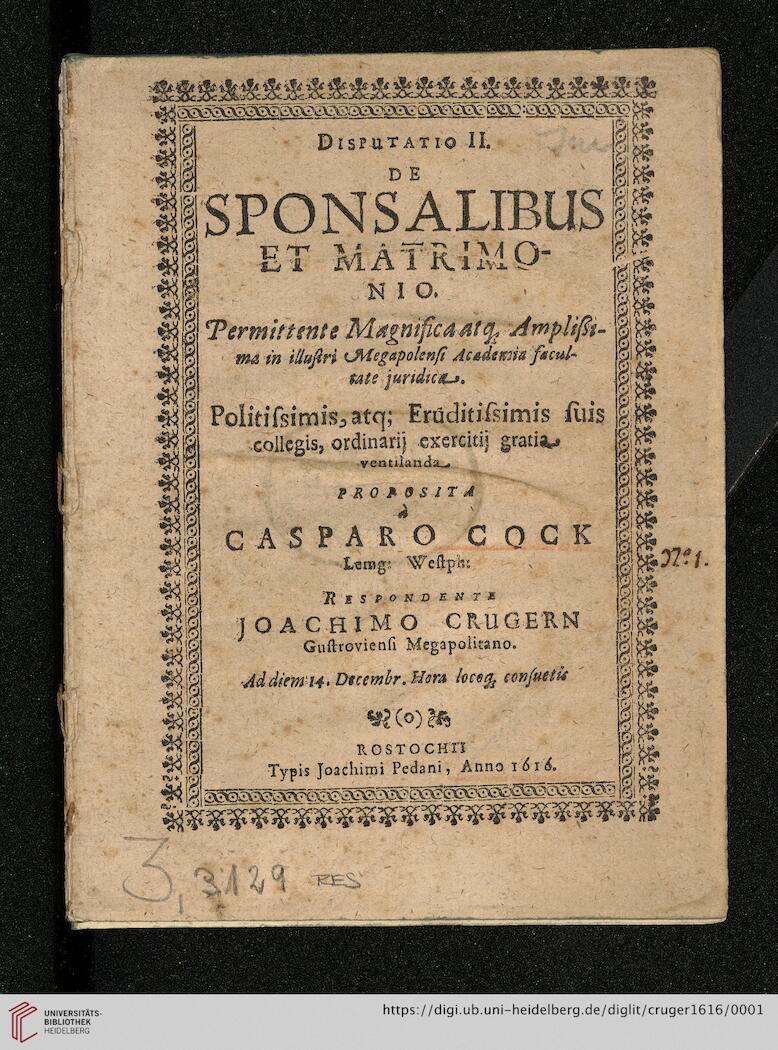 DISPUTATIO II.
DE
SPONSALIBUS
ET MATRIMO-
NIO.
Permittente Magnifica atq; Ampliſsi-
ma in illuſtri Megapolenſi Academia facul-
tate juridica.
Politiſsimis, atq; Erũditiſsimis ſuis
collegis, ordinarij exercitij gratia
ventilanda
PROPOSITA
à
CASPARO COCK
Lemg: Weſtph:
RESPONDENTE
JOACHIMO CRUGERN
Guſtrovienſi Megapolitano.
Ad diem 14. Decembr. Hora locoq; conſuetis
(o)
ROSTOCHII
Typis Joachimi Pedani, Anno 1616.
No 1.
3, 3129 RES
UNIVERSITÄTS-
BIBLIOTHEK
HEIDELBERG
https://digi.ub.uni-heidelberg.de/diglit/cruger1616/0001